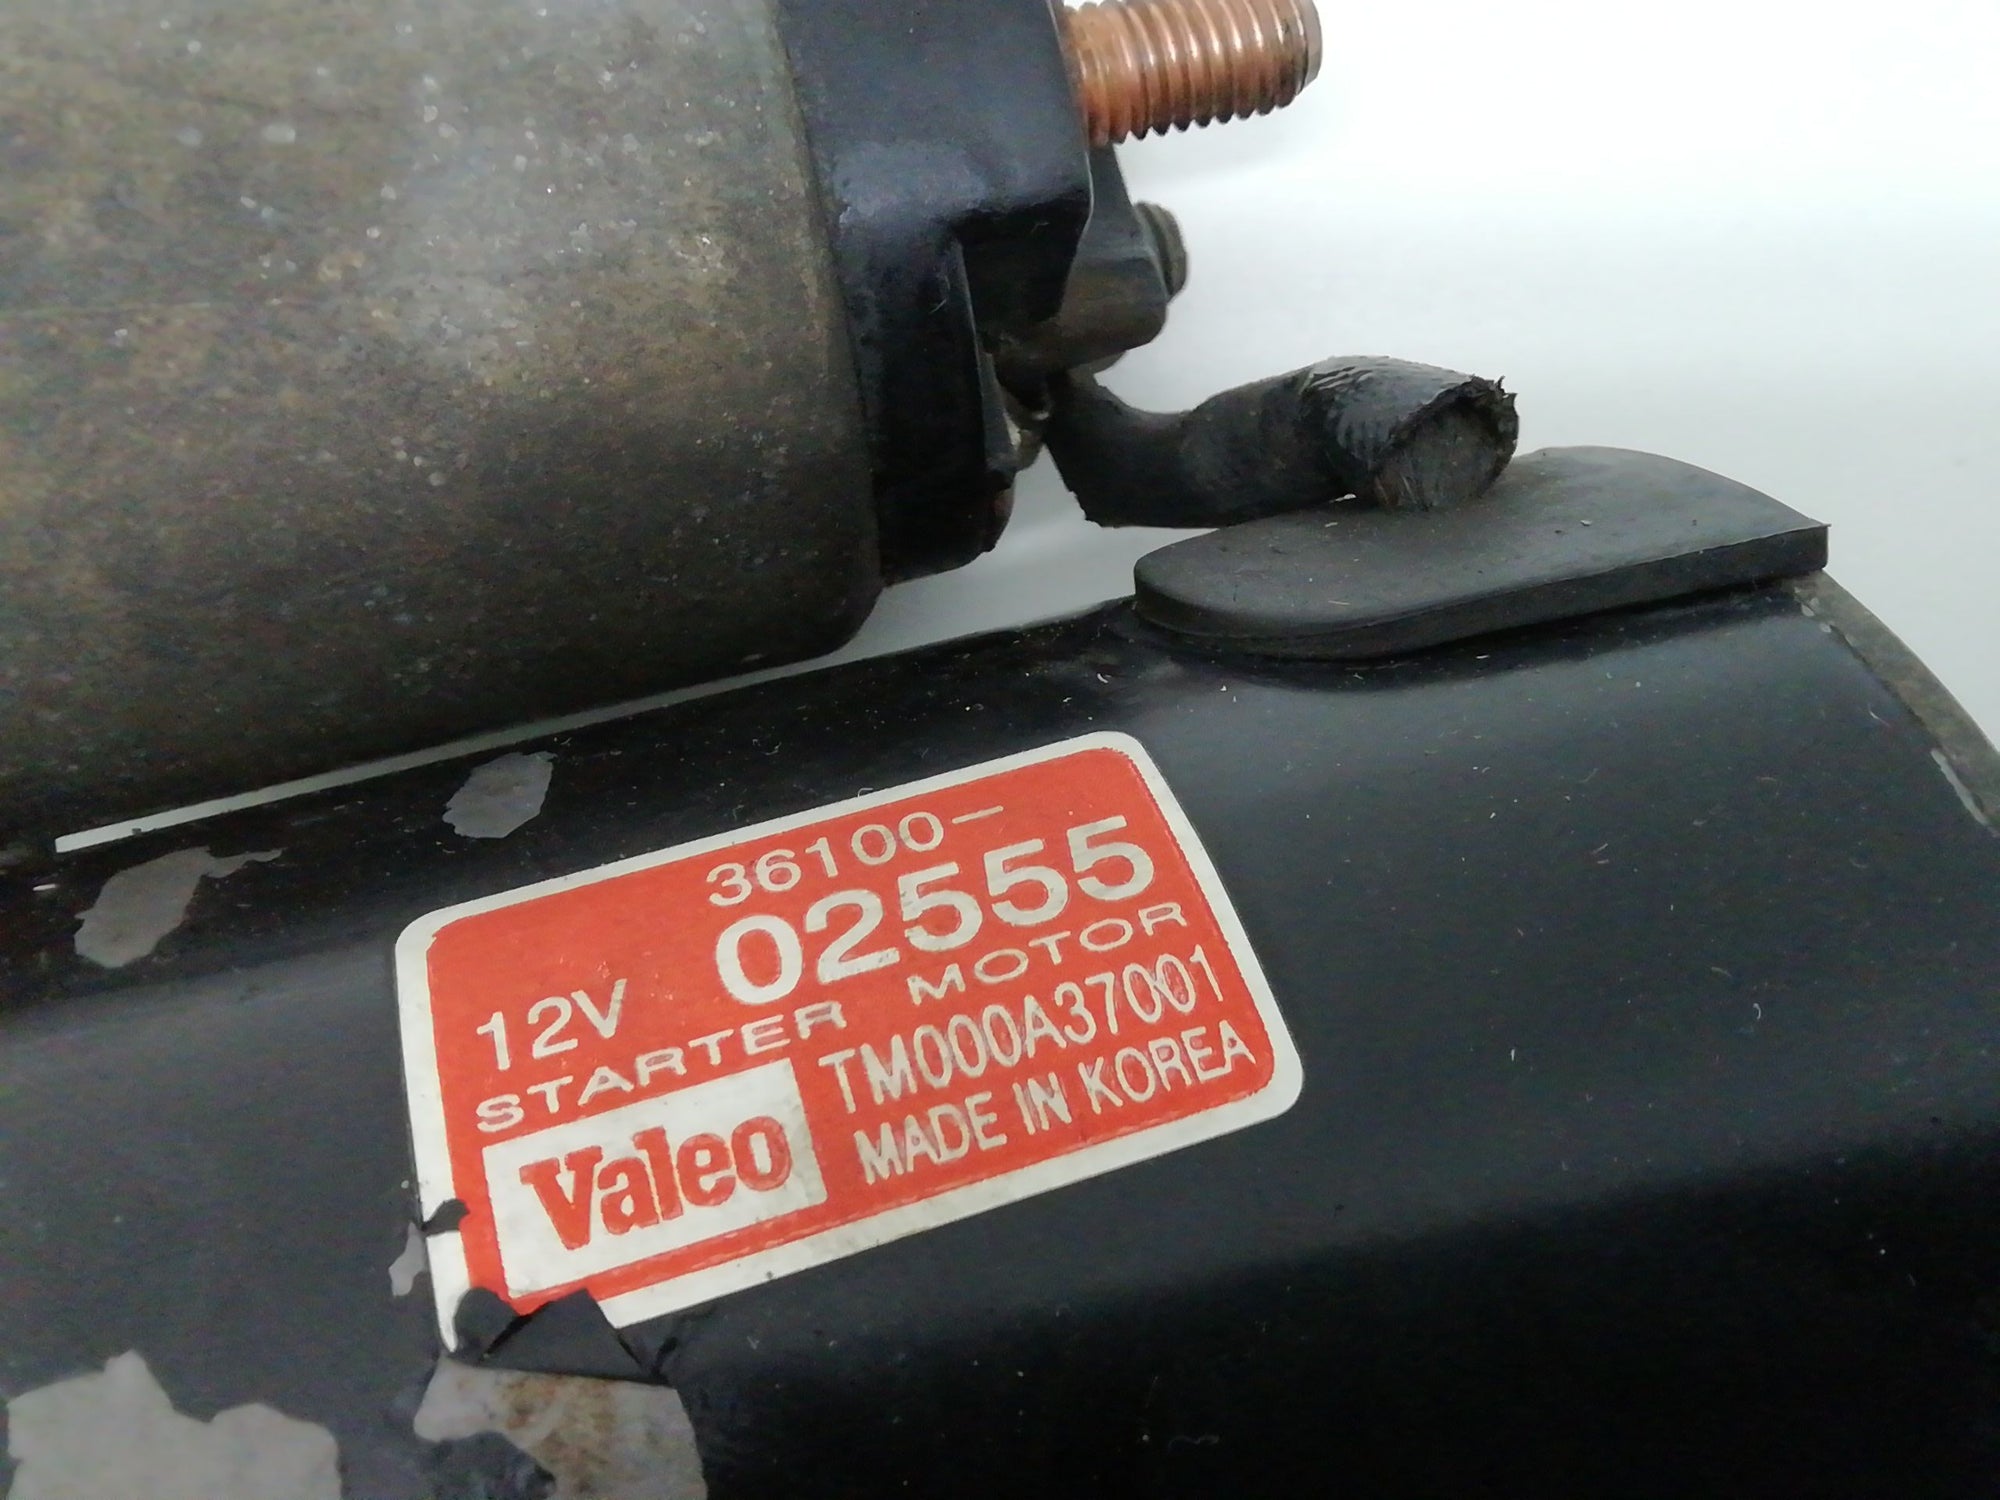 36100-
12V 02555
STARTER MOTOR
Valeo TM000A37001
MADE IN KOREA